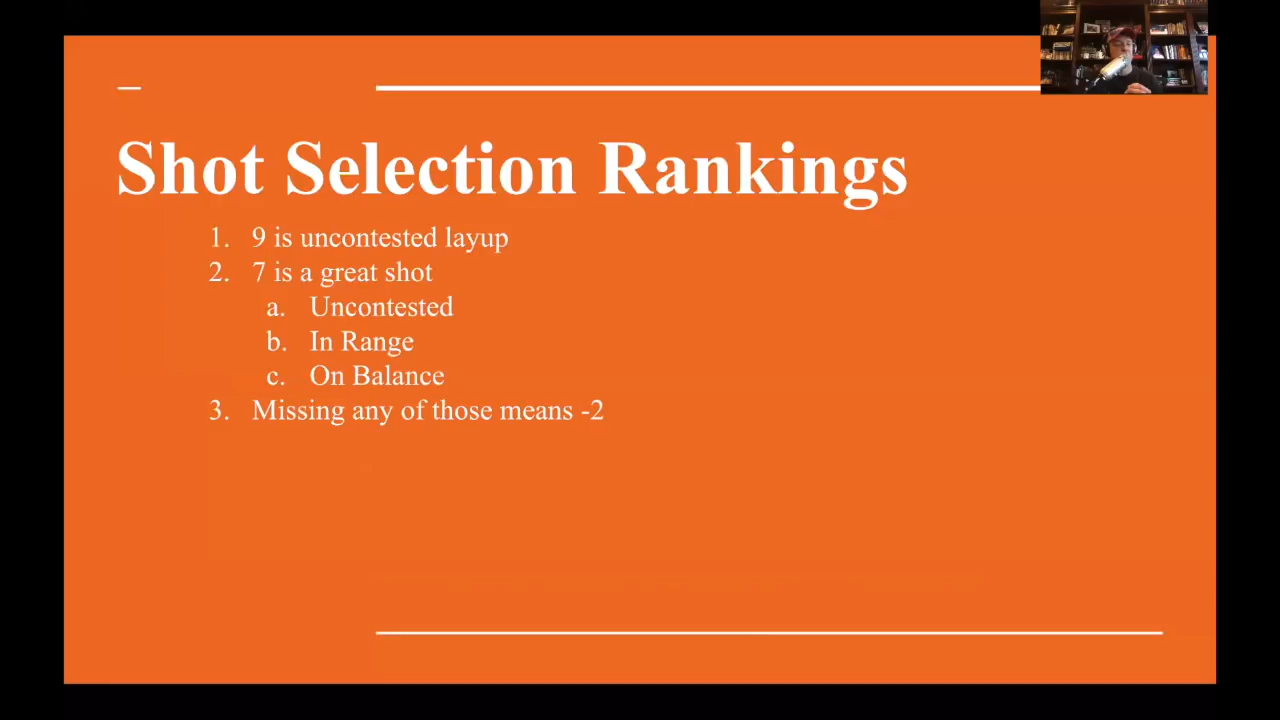 Shot Selection Rankings
1. 9 is uncontested layup
2. 7 is a great shot
a. Uncontested
b. In Range
c. On Balance
3. Missing any of those means -2